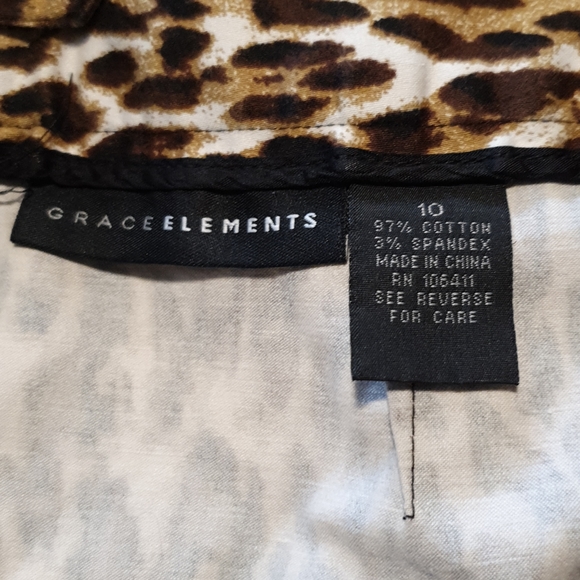 GRACEELEMENTS
10
97% COTTON
3% SPANDEX
MADE IN CHINA
RN 106411
SEE REVERSE
FOR CARE